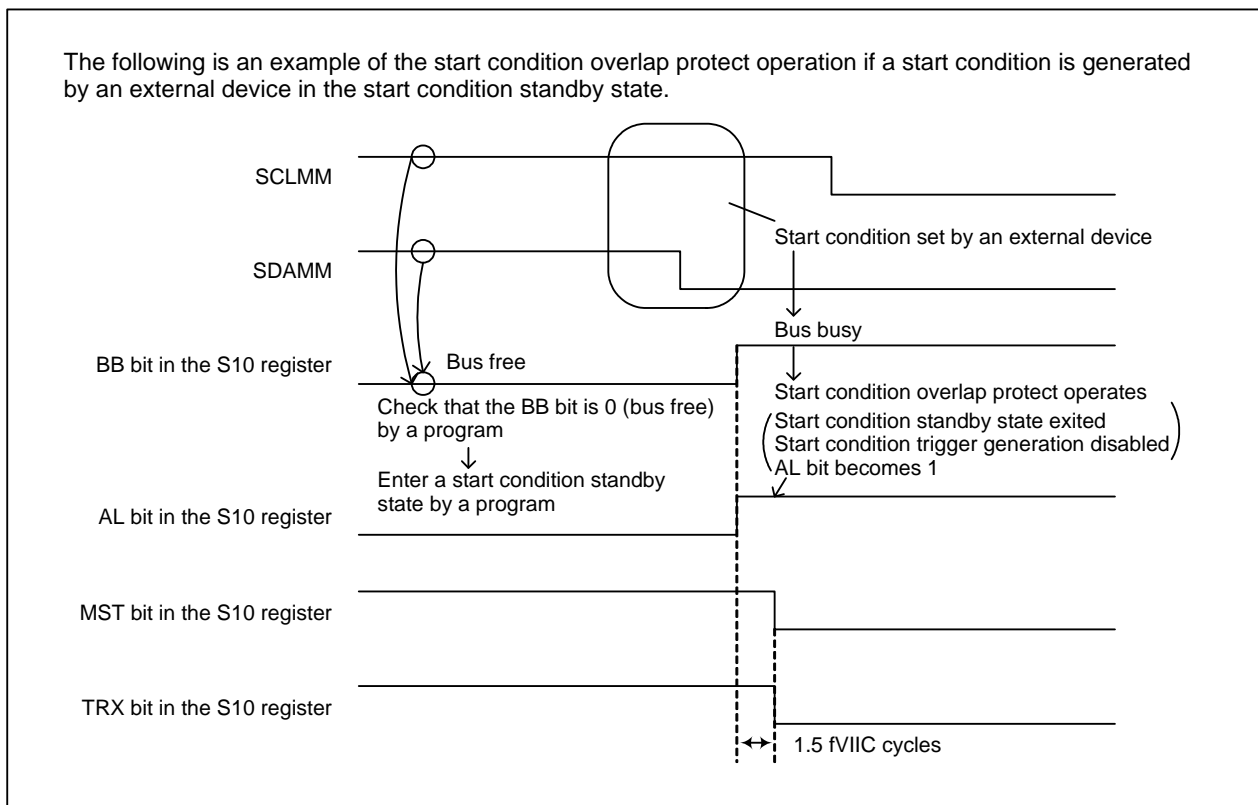 The following is an example of the start condition overlap protect operation if a start condition is generated
by an external device in the start condition standby state.
SCLMM
Start condition set by an external device
SDAMM
Bus busy
BB bit in the S10 register
Bus free
Check that the BB bit is 0 (bus free)
by a program
Enter a start condition standby
state by a program
Start condition overlap protect operates
Start condition standby state exited
Start condition trigger generation disabled
AL bit becomes 1
AL bit in the S10 register
MST bit in the S10 register
TRX bit in the S10 register
1.5 fVIIC cycles